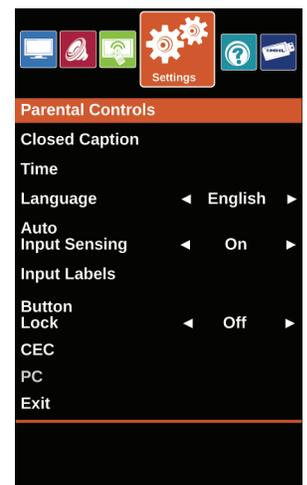 Settings
Parental Controls
Closed Caption
Time
Language ◄ English ►
Auto
Input Sensing ◄ On ►
Input Labels
Button
Lock ◄ Off ►
CEC
PC
Exit